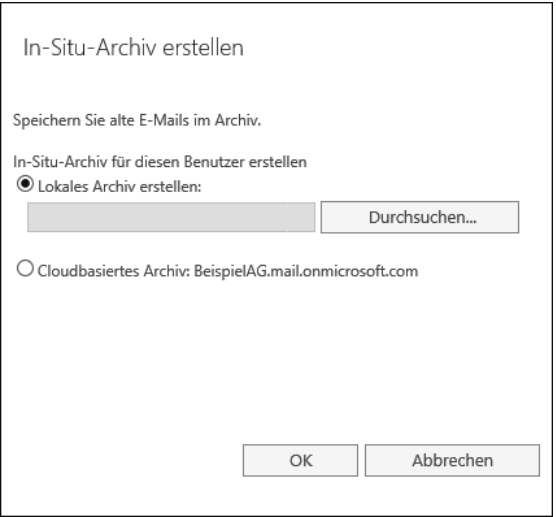 In-Situ-Archiv erstellen
Speichern Sie alte E-Mails im Archiv.
In-Situ-Archiv für diesen Benutzer erstellen
Lokales Archiv erstellen:
Durchsuchen...
Cloudbasiertes Archiv: BeispielAG.mail.onmicrosoft.com
OK Abbrechen